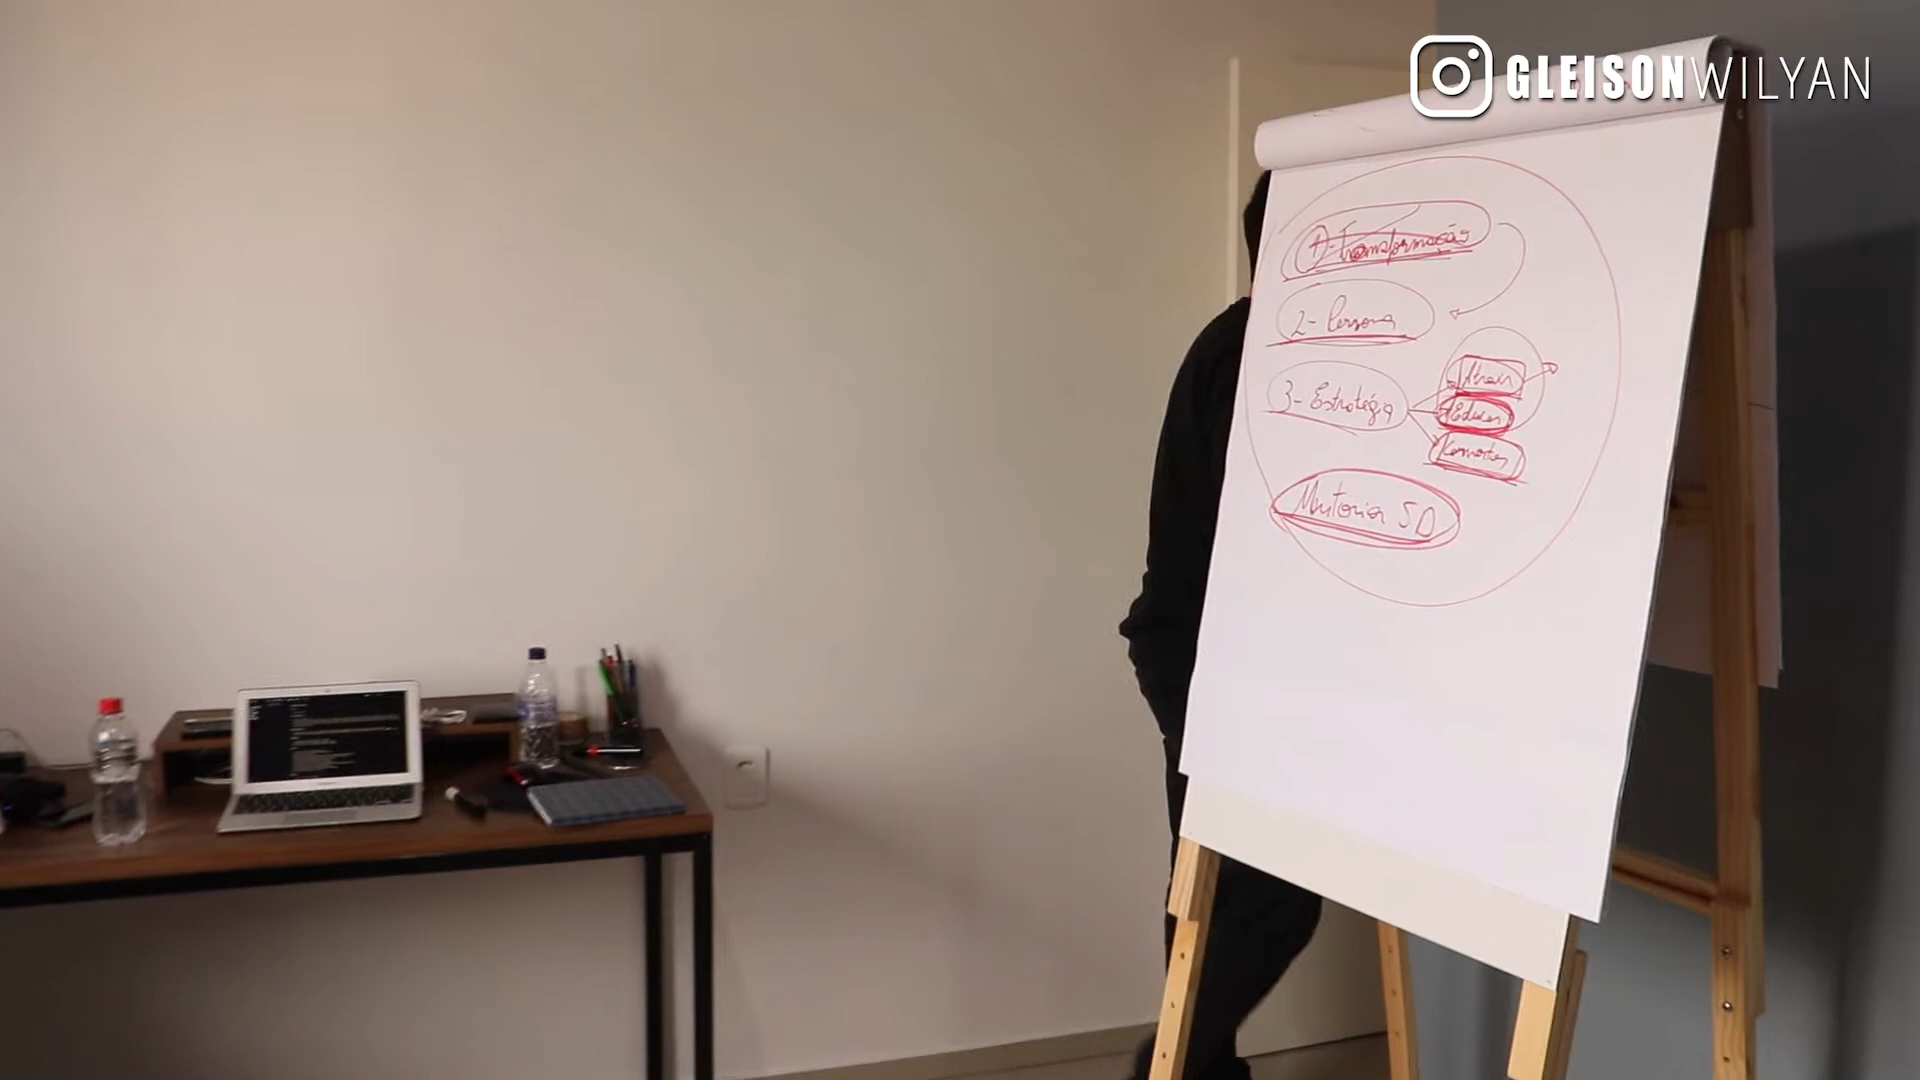 GLEISONWILYAN
1- Transformação
2- Persona
3- Estratégia
Atrair
Educar
Converter
Mentoria 5D